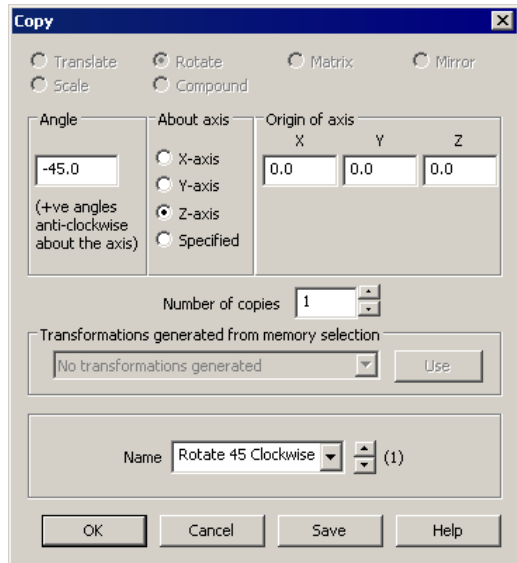 Copy
Translate Rotate Matrix Mirror
Scale Compound
Angle About axis Origin of axis
X Y Z
X-axis
-45.0 0.0 0.0 0.0
Y-axis
(+ve angles
anti-clockwise
about the axis)
Z-axis
Specified
Number of copies 1
Transformations generated from memory selection
No transformations generated Use
Name Rotate 45 Clockwise (1)
OK Cancel Save Help